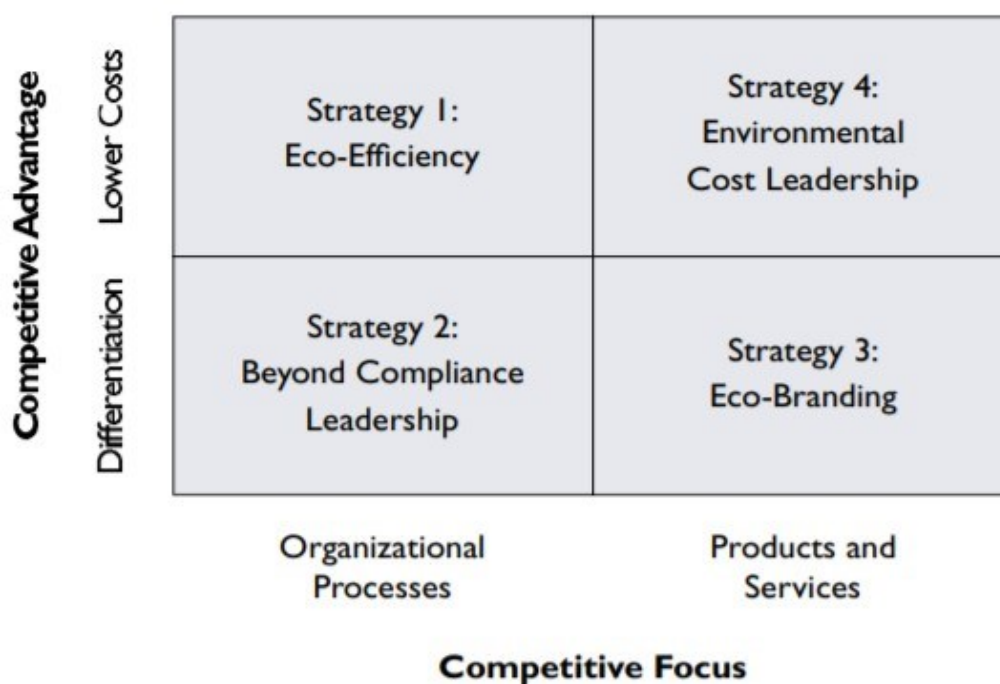 Competitive Advantage
Lower Costs
Differentiation
Strategy 1:
Eco-Efficiency
Strategy 4:
Environmental
Cost Leadership
Strategy 2:
Beyond Compliance
Leadership
Strategy 3:
Eco-Branding
Organizational
Processes
Products and
Services
Competitive Focus